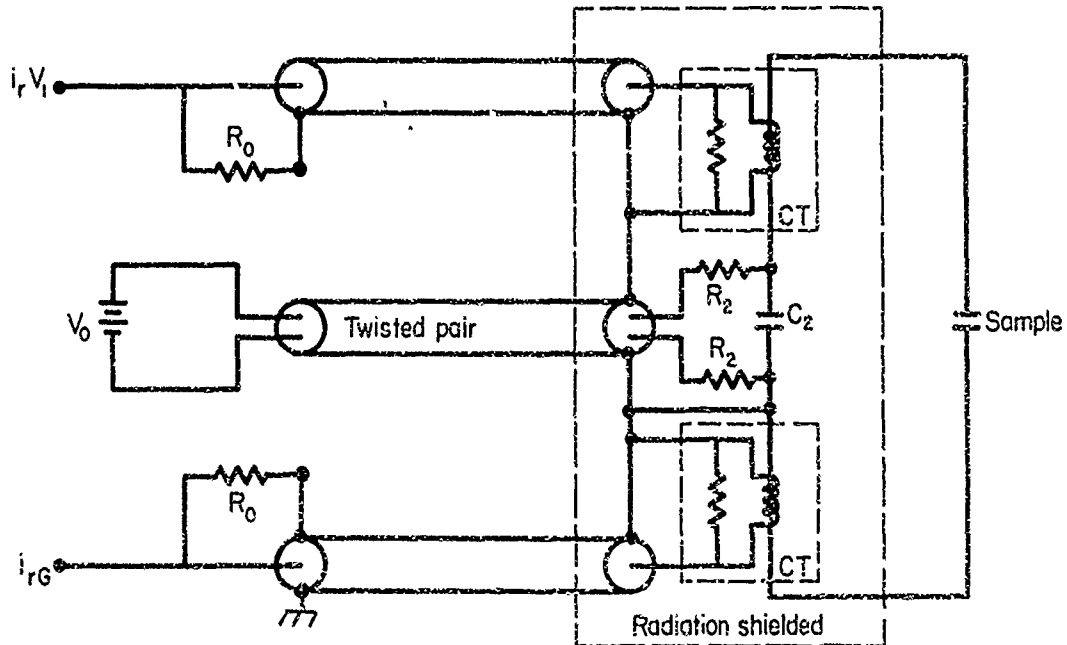 i_r V_1
R_0
CT
R_2
C_2
V_0
Twisted pair
Sample
R_2
R_0
i_rG
CT
Radiation shielded